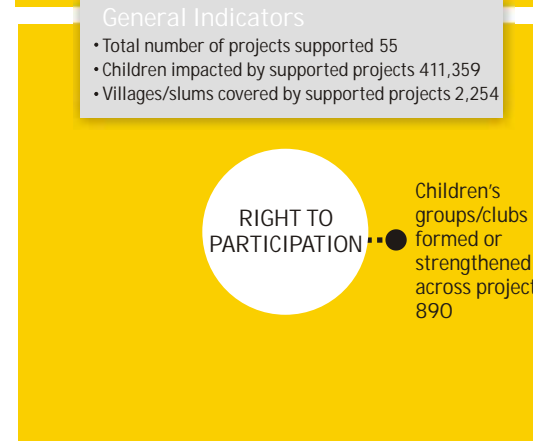 General Indicators
• Total number of projects supported 55
• Children impacted by supported projects 411,359
• Villages/slums covered by supported projects 2,254
RIGHT TO
PARTICIPATION
Children's
groups/clubs
formed or
strengthened
across project
890